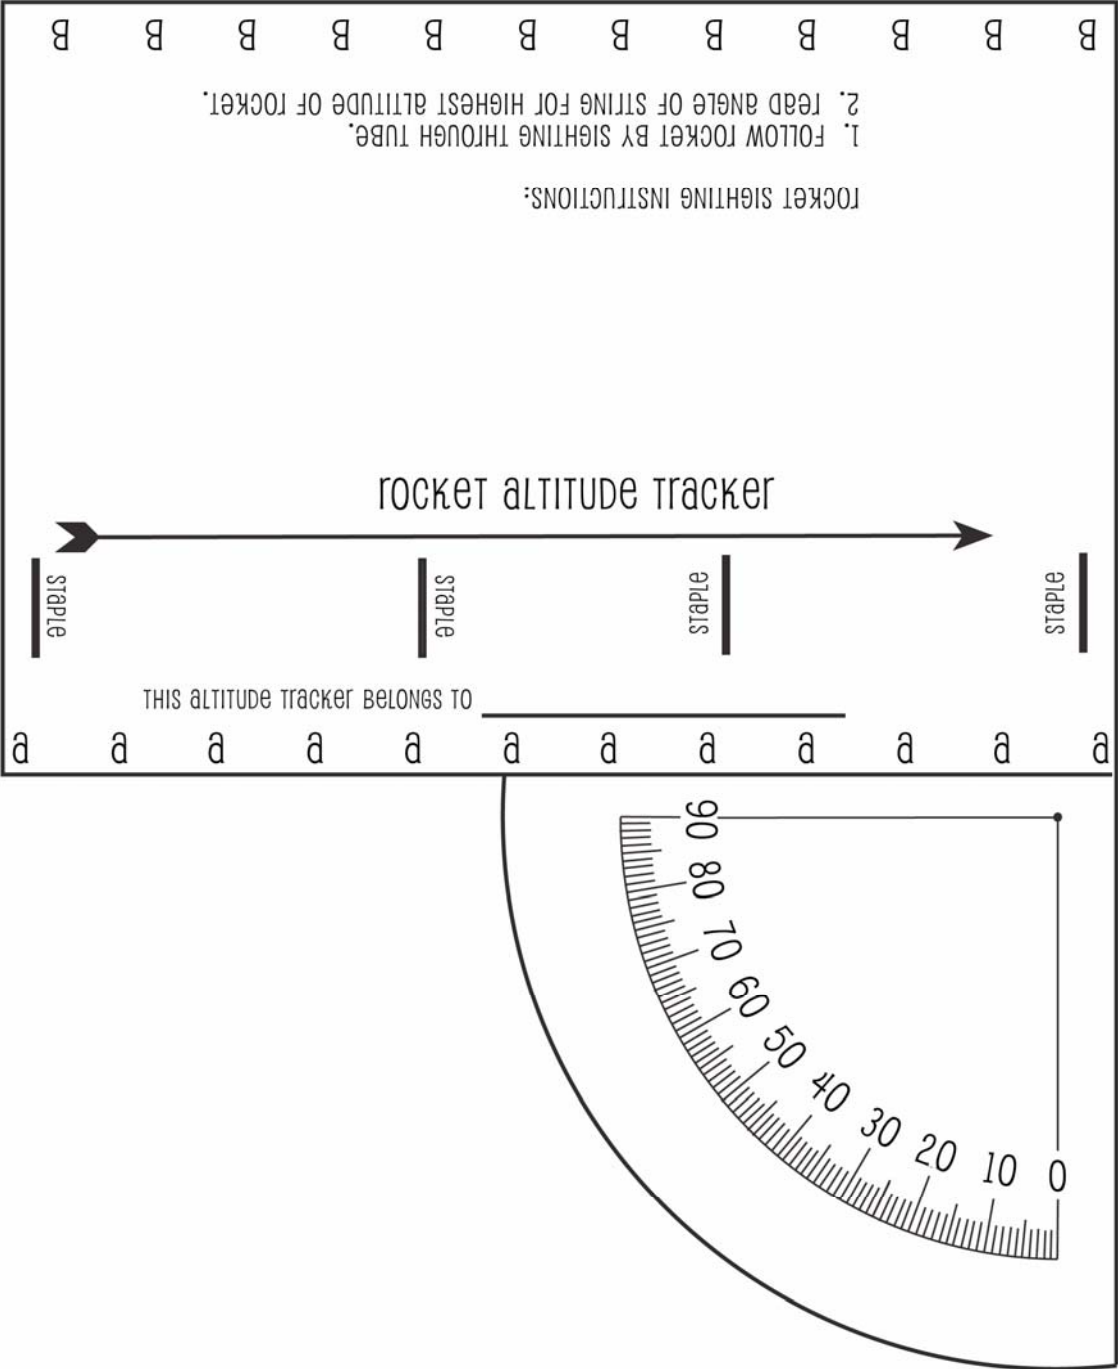 B B B B B B B B B B B B
ROCKET SIGHTING INSTRUCTIONS:
1. FOLLOW ROCKET BY SIGHTING THROUGH TUBE.
2. READ ANGLE OF STRING FOR HIGHEST ALTITUDE OF ROCKET.
ROCKET ALTITUDE TRACKER
STAPLE
STAPLE
STAPLE
STAPLE
THIS ALTITUDE TRACKER BELONGS TO
A A A A A A A A A A A A
90
80
70
60
50
40
30
20
10
0